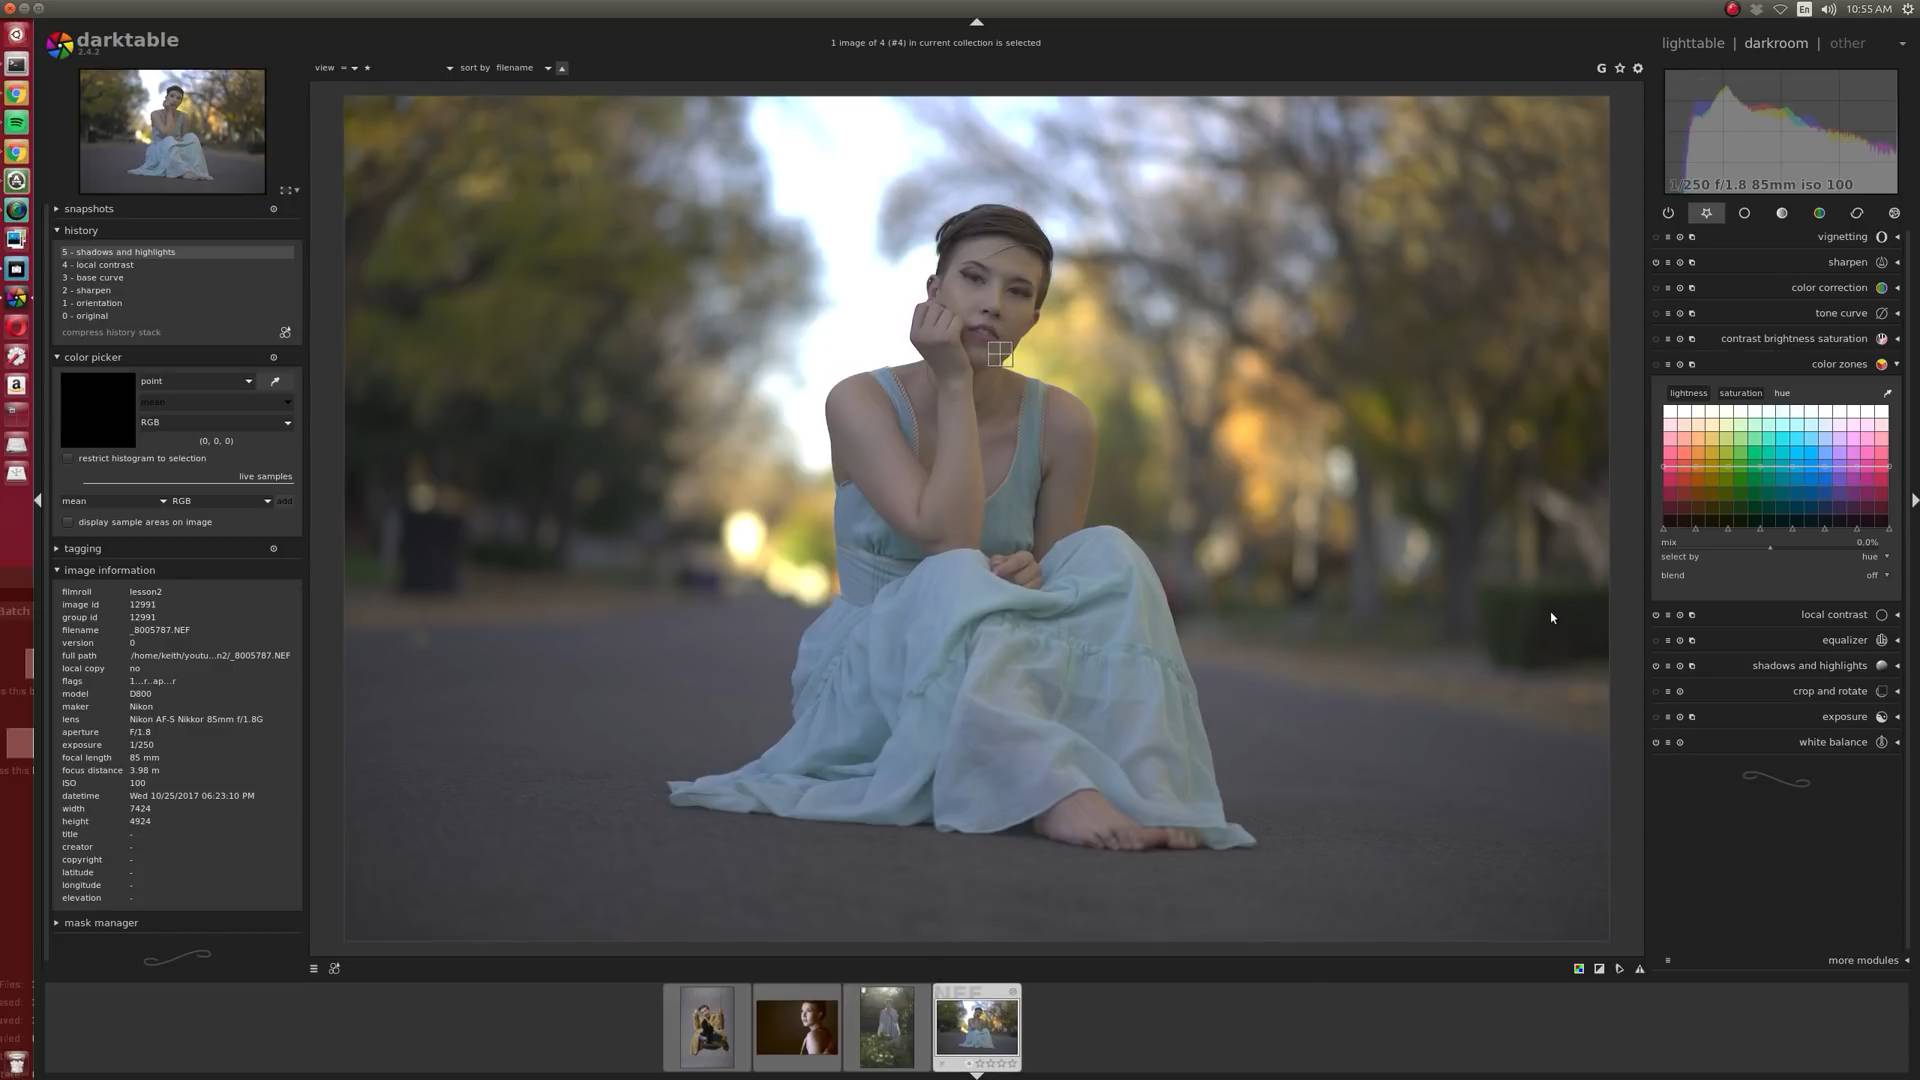 En
10:55 AM
darktable
2.4.2
1 image of 4 (#4) in current collection is selected
lighttable | darkroom | other
view
sort by filename
G
1/250 f/1.8 85mm iso 100
snapshots
history
5 - shadows and highlights
4 - local contrast
3 - base curve
2 - sharpen
1 - orientation
0 - original
compress history stack
color picker
point
mean
RGB
(0, 0, 0)
restrict histogram to selection
live samples
mean RGB add
display sample areas on image
tagging
image information
filmroll lesson2
image id 12991
group id 12991
filename _8005787.NEF
version 0
full path /home/keith/youtu...n2/_8005787.NEF
local copy no
flags 1...r..ap...r
model D800
maker Nikon
lens Nikon AF-S Nikkor 85mm f/1.8G
aperture F/1.8
exposure 1/250
focal length 85 mm
focus distance 3.98 m
ISO 100
datetime Wed 10/25/2017 06:23:10 PM
width 7424
height 4924
title -
creator -
copyright -
latitude -
longitude -
elevation -
mask manager
vignetting
sharpen
color correction
tone curve
contrast brightness saturation
color zones
lightness saturation hue
mix 0.0%
select by hue
blend off
local contrast
equalizer
shadows and highlights
crop and rotate
exposure
white balance
more modules
Batch
NEF